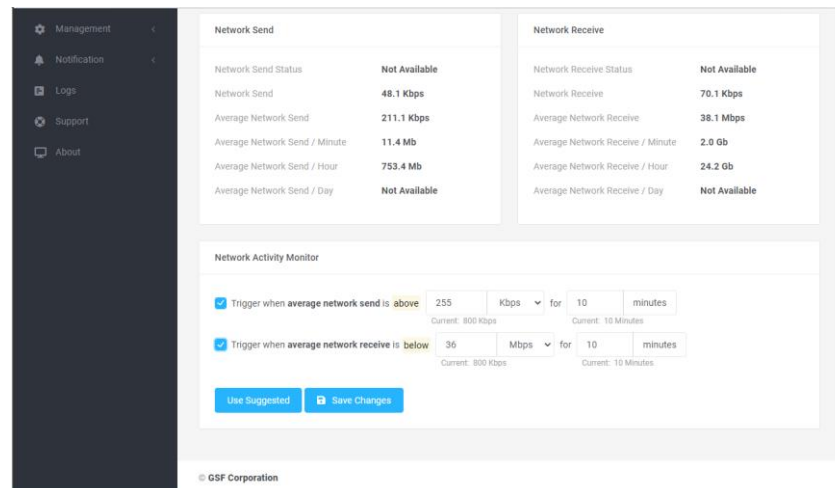 Management
Notification
Logs
Support
About
Network Send
Network Send Status Not Available
Network Send 48.1 Kbps
Average Network Send 211.1 Kbps
Average Network Send / Minute 11.4 Mb
Average Network Send / Hour 753.4 Mb
Average Network Send / Day Not Available
Network Receive
Network Receive Status Not Available
Network Receive 70.1 Kbps
Average Network Receive 38.1 Mbps
Average Network Receive / Minute 2.0 Gb
Average Network Receive / Hour 24.2 Gb
Average Network Receive / Day Not Available
Network Activity Monitor
Trigger when average network send is above 255 Kbps for 10 minutes
Current: 800 Kbps Current: 10 Minutes
Trigger when average network receive is below 36 Mbps for 10 minutes
Current: 800 Kbps Current: 10 Minutes
Use Suggested Save Changes
© GSF Corporation